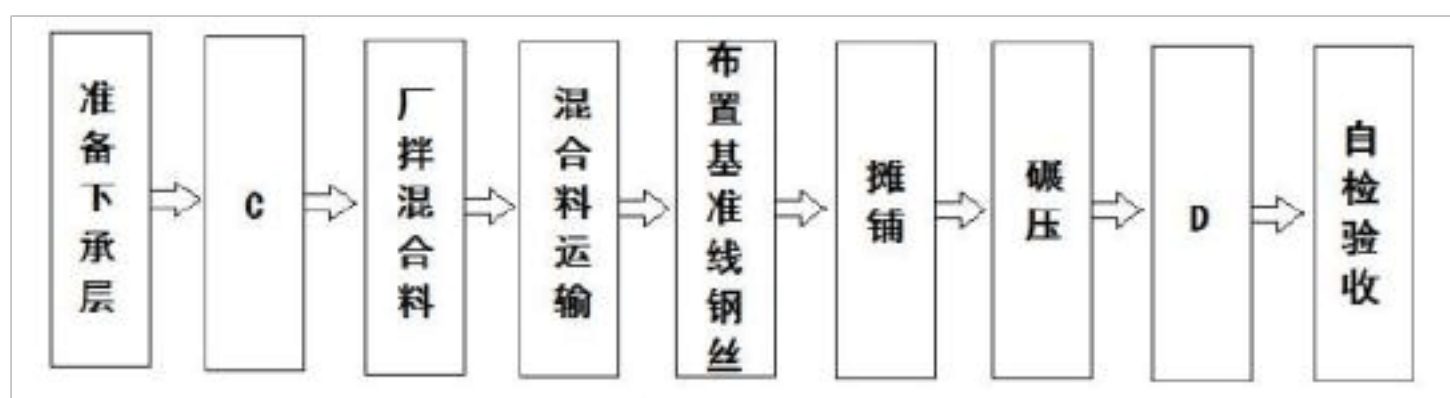 准备下承层
C
厂拌混合料
混合料运输
布置基准线钢丝
摊铺
碾压
D
自检验收